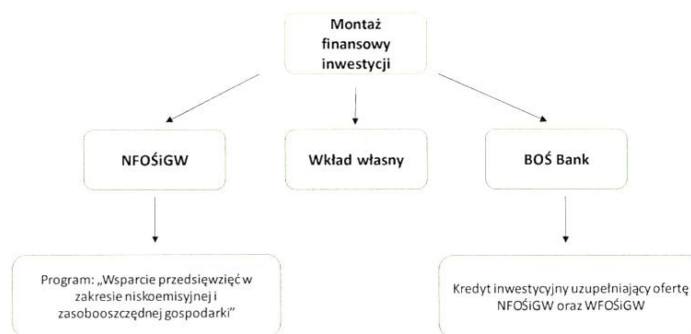 Montaż
finansowy
inwestycji
NFOŚiGW
Wkład własny
BOŚ Bank
Program: „Wsparcie przedsięwzięć w
zakresie niskoemisyjnej i
zasobooszczędnej gospodarki”
Kredyt inwestycyjny uzupełniający ofertę
NFOŚiGW oraz WFOŚiGW